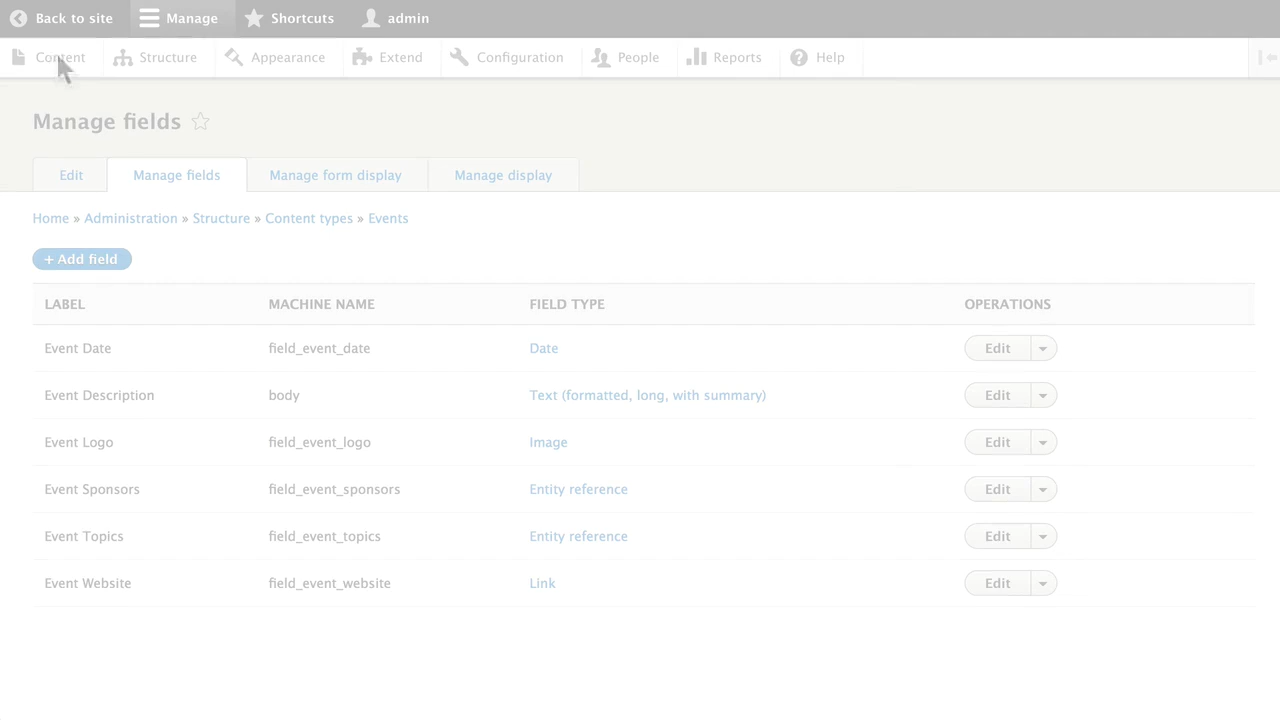 Back to site Manage Shortcuts admin
Content Structure Appearance Extend Configuration People Reports Help
Manage fields
Edit Manage fields Manage form display Manage display
Home » Administration » Structure » Content types » Events
+ Add field
LABEL MACHINE NAME FIELD TYPE OPERATIONS
Event Date field_event_date Date Edit
Event Description body Text (formatted, long, with summary) Edit
Event Logo field_event_logo Image Edit
Event Sponsors field_event_sponsors Entity reference Edit
Event Topics field_event_topics Entity reference Edit
Event Website field_event_website Link Edit